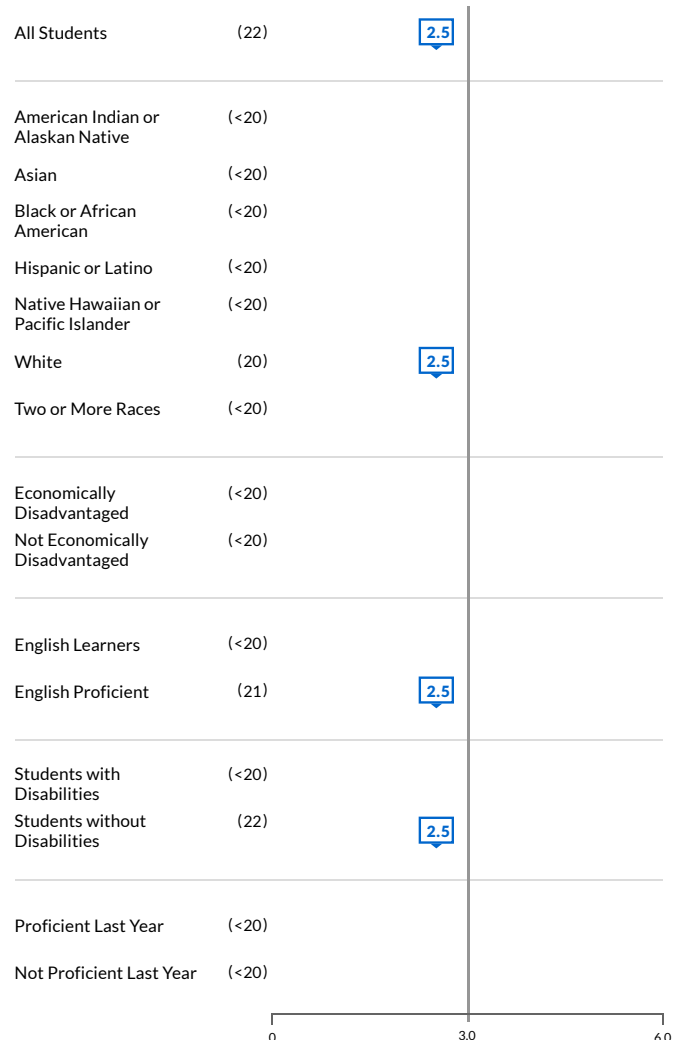 All Students (22) 2.5
American Indian or (<20)
Alaskan Native
Asian (<20)
Black or African (<20)
American
Hispanic or Latino (<20)
Native Hawaiian or (<20)
Pacific Islander
White (20) 2.5
Two or More Races (<20)
Economically (<20)
Disadvantaged
Not Economically (<20)
Disadvantaged
English Learners (<20)
English Proficient (21) 2.5
Students with (<20)
Disabilities
Students without (22) 2.5
Disabilities
Proficient Last Year (<20)
Not Proficient Last Year (<20)
0 3.0 6.0